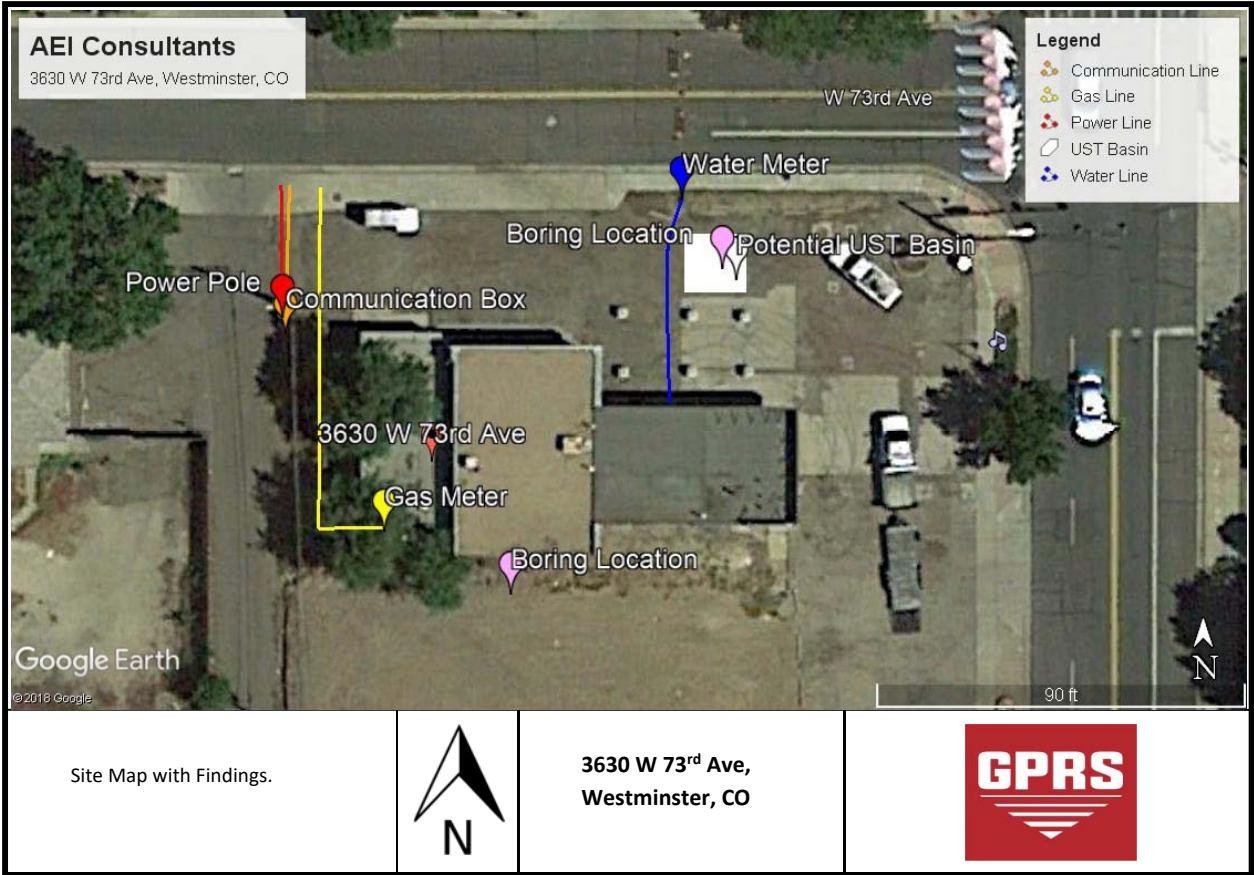 AEI Consultants
3630 W 73rd Ave, Westminster, CO
Legend
Communication Line
Gas Line
Power Line
UST Basin
Water Line
W 73rd Ave
Water Meter
Boring Location
Potential UST Basin
Power Pole
Communication Box
3630 W 73rd Ave
Gas Meter
Boring Location
N
Google Earth
©2018 Google
90 ft
Site Map with Findings.
N
3630 W 73rd Ave,
Westminster, CO
GPRS